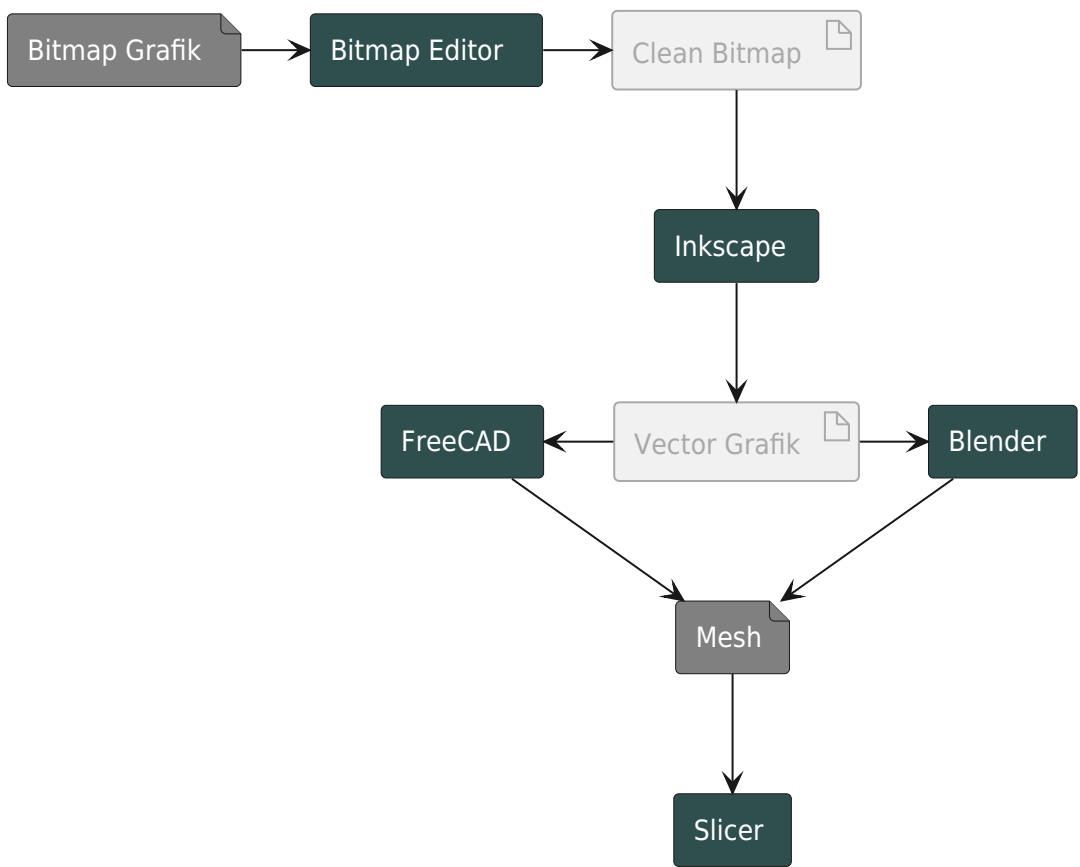 Bitmap Grafik
Bitmap Editor
Clean Bitmap
Inkscape
FreeCAD
Vector Grafik
Blender
Mesh
Slicer